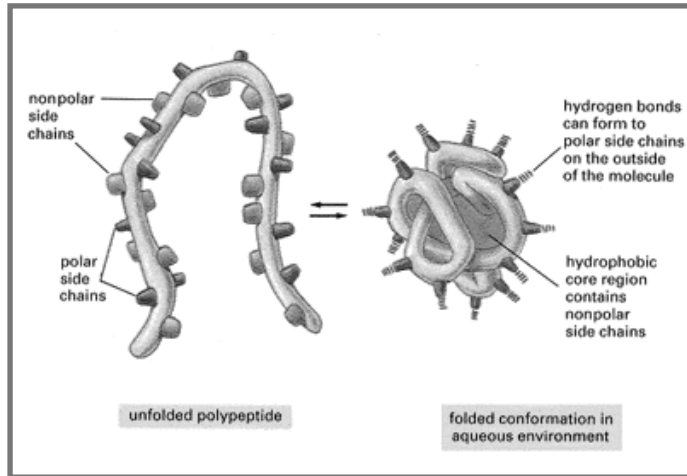 nonpolar
side
chains
polar
side
chains
hydrogen bonds
can form to
polar side chains
on the outside
of the molecule
hydrophobic
core region
contains
nonpolar
side chains
unfolded polypeptide
folded conformation in
aqueous environment